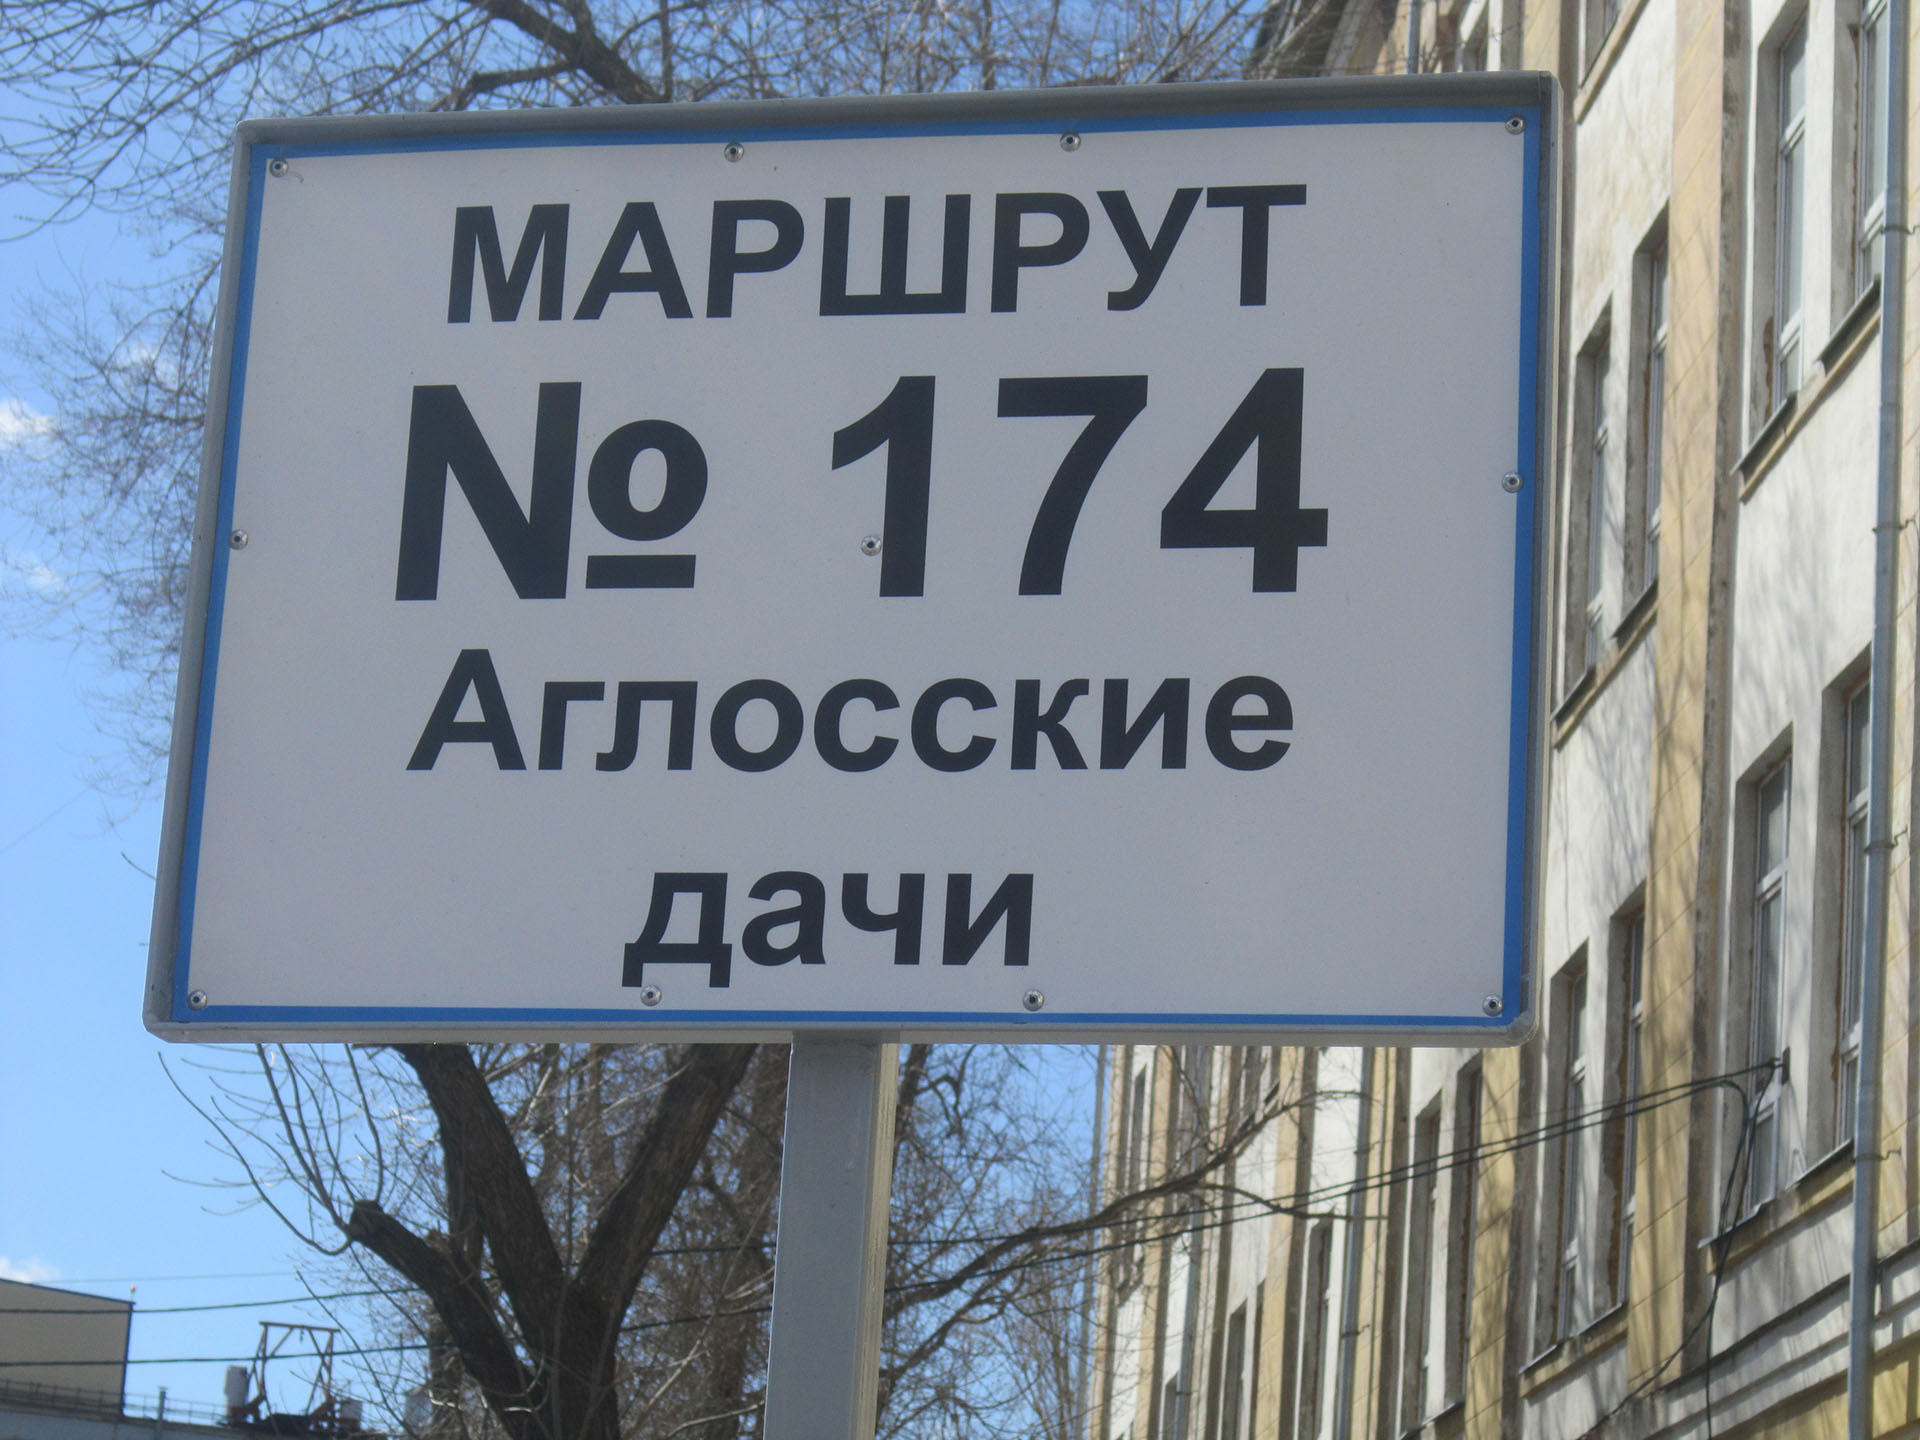 МАРШРУТ
№ 174
Аглосские
дачи